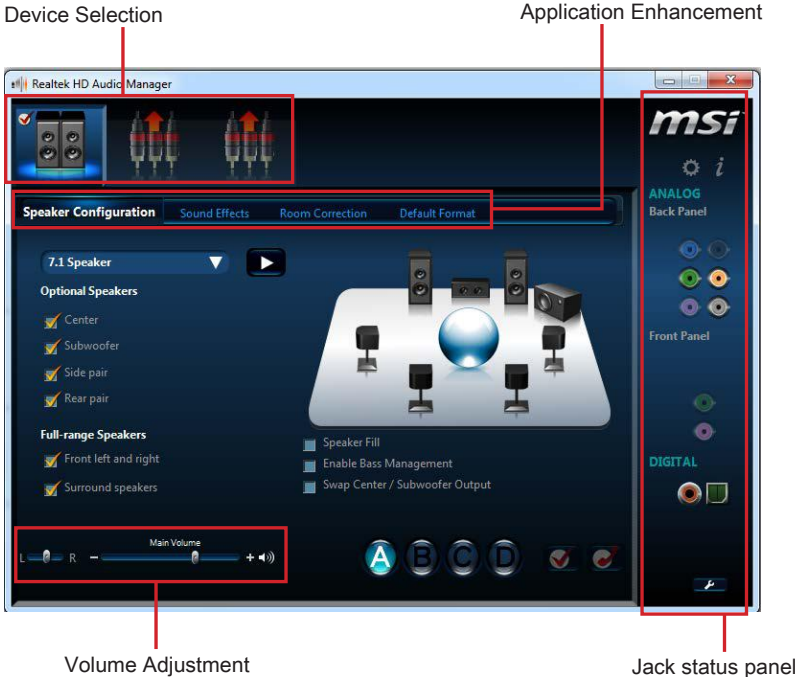 Device Selection
Application Enhancement
Realtek HD Audio Manager
msi
i
ANALOG
Back Panel
Speaker Configuration Sound Effects Room Correction Default Format
7.1 Speaker
Optional Speakers
Center
Subwoofer
Side pair
Rear pair
Front Panel
Full-range Speakers
Front left and right
Surround speakers
Speaker Fill
Enable Bass Management
Swap Center / Subwoofer Output
DIGITAL
Main Volume
L R - +
A B C D
Volume Adjustment
Jack status panel